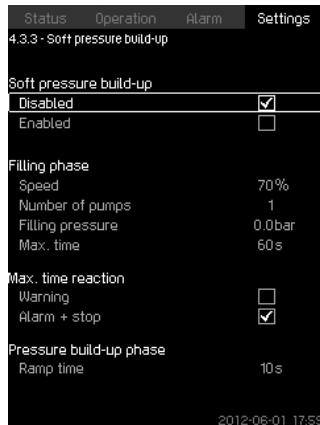 Status Operation Alarm Settings
4.3.3 - Soft pressure build-up
Soft pressure build-up
Disabled
Enabled
Filling phase
Speed 70%
Number of pumps 1
Filling pressure 0.0bar
Max. time 60s
Max. time reaction
Warning
Alarm + stop
Pressure build-up phase
Ramp time 10s
2012-06-01 17:59